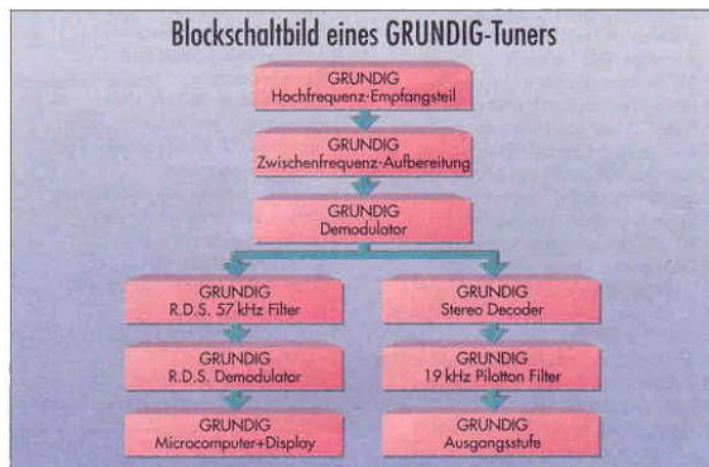 Blockschaltbild eines GRUNDIG-Tuners
GRUNDIG
Hochfrequenz-Empfangsteil
GRUNDIG
Zwischenfrequenz-Aufbereitung
GRUNDIG
Demodulator
GRUNDIG
R.D.S. 57 kHz Filter
GRUNDIG
R.D.S. Demodulator
GRUNDIG
Microcomputer+Display
GRUNDIG
Stereo Decoder
GRUNDIG
19 kHz Pilotton Filter
GRUNDIG
Ausgangsstufe